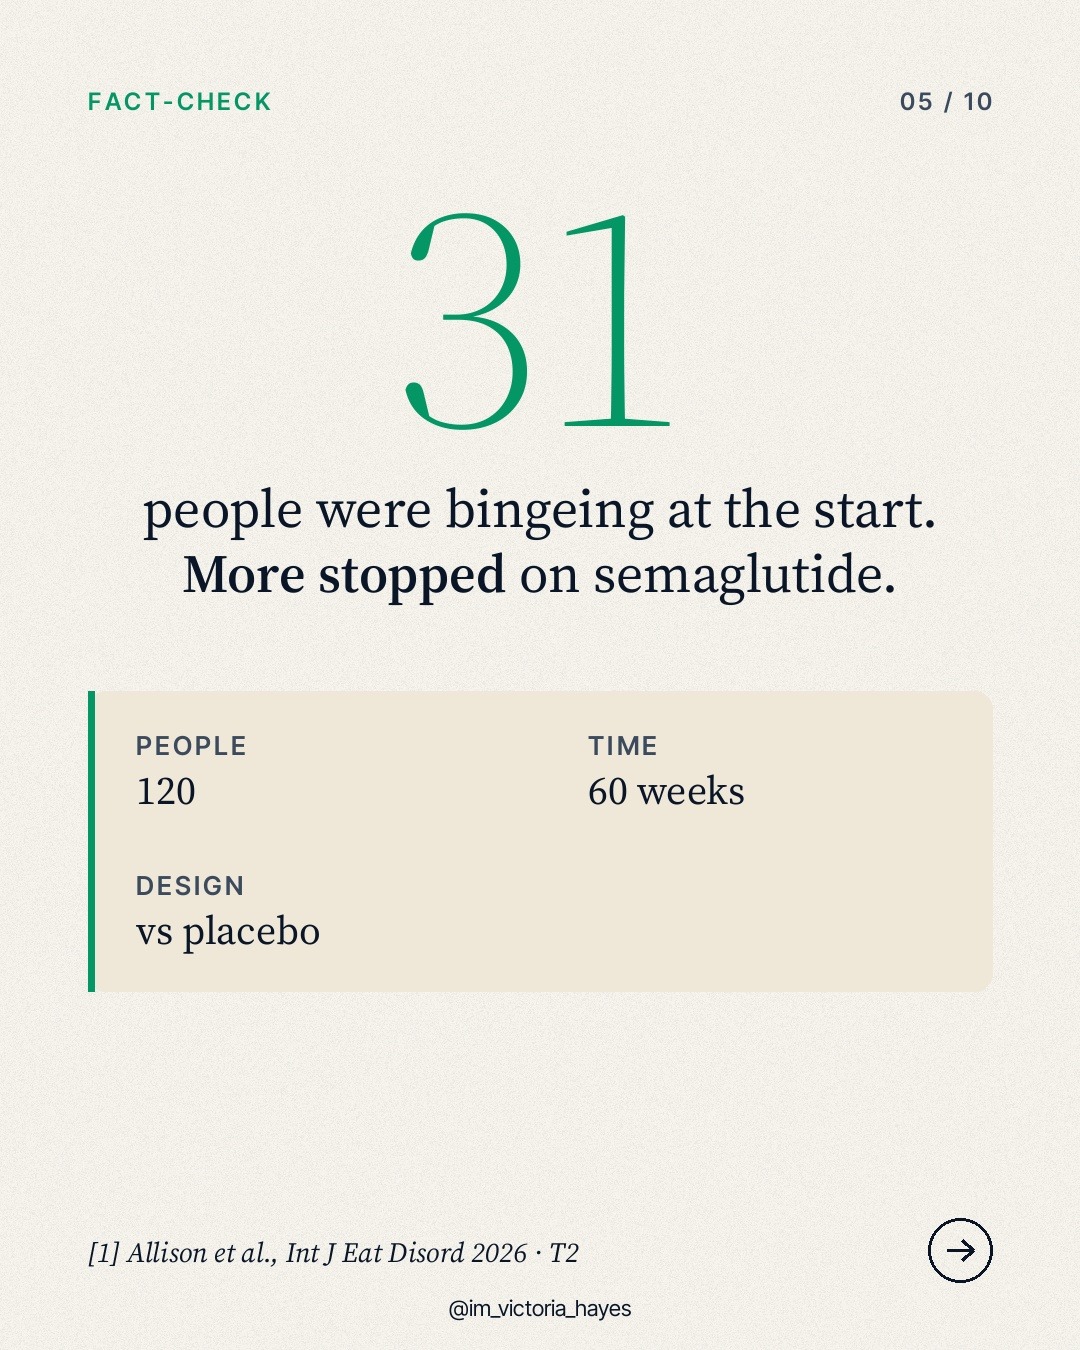 FACT-CHECK
05 / 10
31
people were bingeing at the start.
More stopped on semaglutide.
PEOPLE
120
TIME
60 weeks
DESIGN
vs placebo
[1] Allison et al., Int J Eat Disord 2026 · T2
@im_victoria_hayes